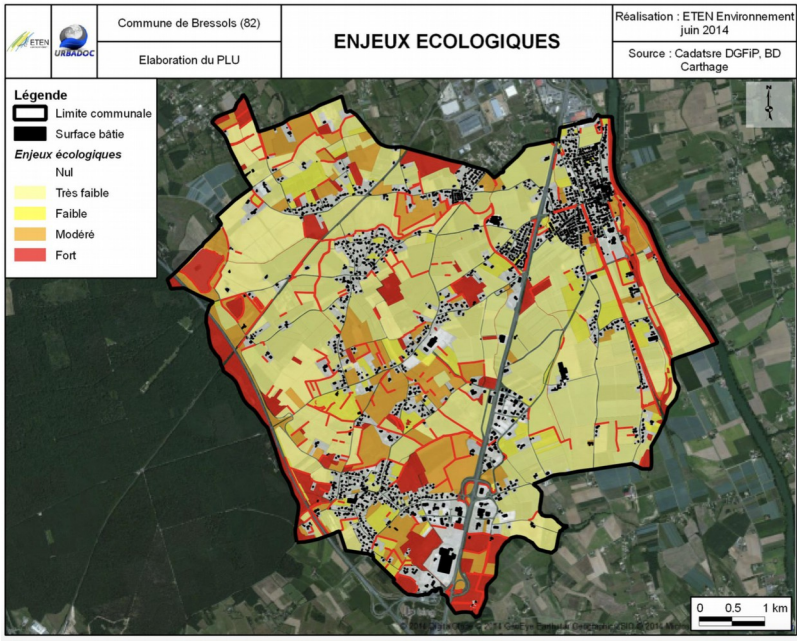 ETEN
URBADOC
Commune de Bressols (82)
Elaboration du PLU
ENJEUX ECOLOGIQUES
Réalisation : ETEN Environnement
juin 2014
Source : Cadatsre DGFiP, BD
Carthage
Légende
Limite communale
Surface bâtie
Enjeux écologiques
Nul
Très faible
Faible
Modéré
Fort
N
0 0.5 1 km